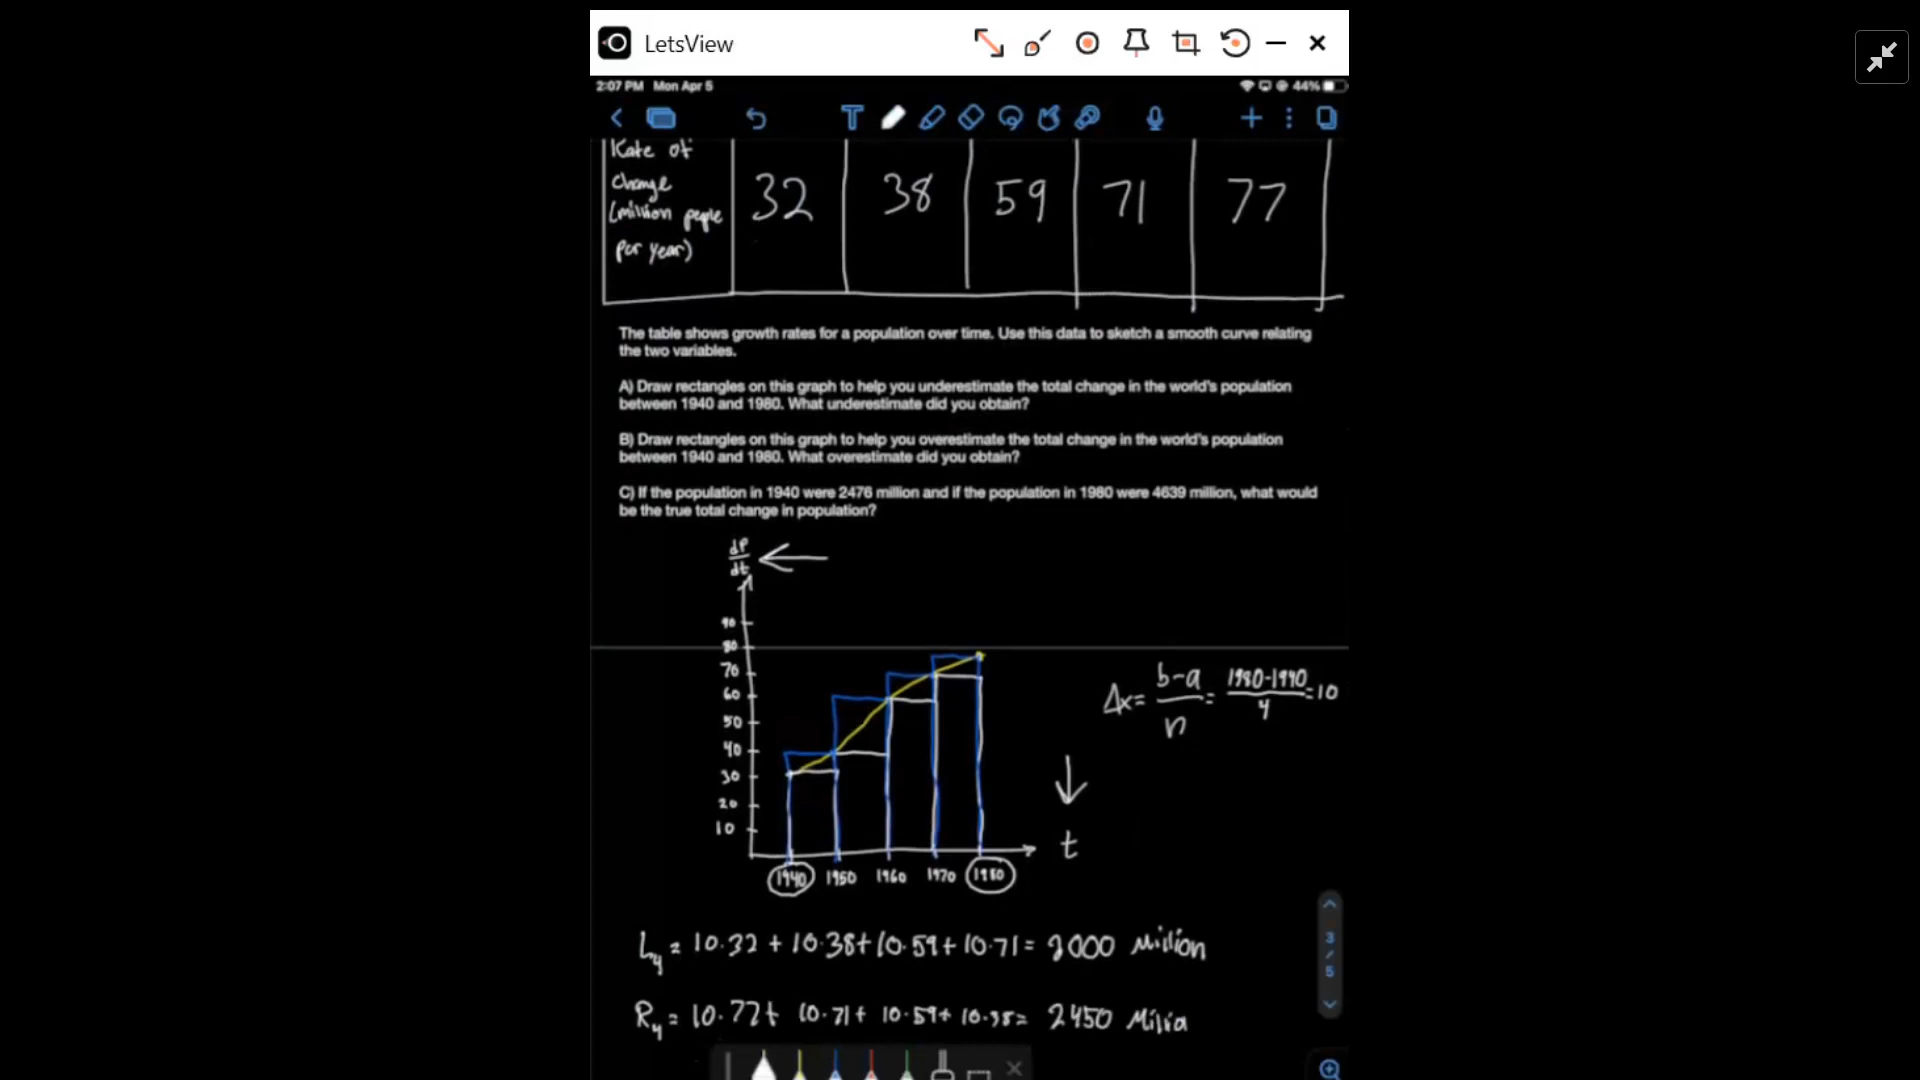 LetsView
2:07 PM Mon Apr 5
44%
Rate of
change
(million people
per year)
32 38 59 71 77
The table shows growth rates for a population over time. Use this data to sketch a smooth curve relating
the two variables.
A) Draw rectangles on this graph to help you underestimate the total change in the world's population
between 1940 and 1980. What underestimate did you obtain?
B) Draw rectangles on this graph to help you overestimate the total change in the world's population
between 1940 and 1980. What overestimate did you obtain?
C) If the population in 1940 were 2476 million and if the population in 1980 were 4639 million, what would
be the true total change in population?
dP
dt
90
80
70
60
50
40
30
20
10
Δx = b-a / n = 1980-1940 / 4 = 10
t
1940 1950 1960 1970 1980
L4 = 10·32 + 10·38 + 10·59 + 10·71 = 2000 Million
R4 = 10·77+ 10·71+ 10·59+ 10·38= 2450
3
/
5